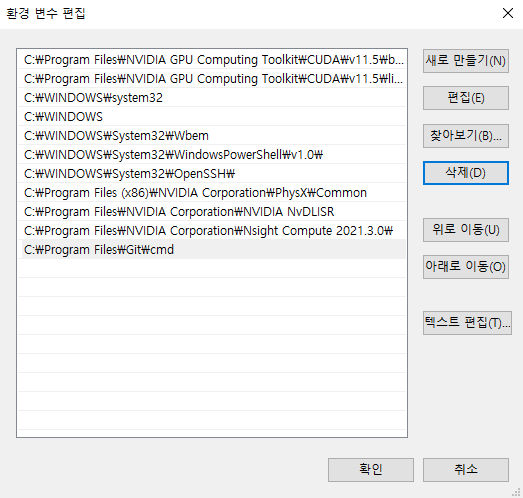 환경 변수 편집
C:₩Program Files₩NVIDIA GPU Computing Toolkit₩CUDA₩v11.5₩b...
C:₩Program Files₩NVIDIA GPU Computing Toolkit₩CUDA₩v11.5₩li...
C:₩WINDOWS₩system32
C:₩WINDOWS
C:₩WINDOWS₩System32₩Wbem
C:₩WINDOWS₩System32₩WindowsPowerShell₩v1.0₩
C:₩WINDOWS₩System32₩OpenSSH₩
C:₩Program Files (x86)₩NVIDIA Corporation₩PhysX₩Common
C:₩Program Files₩NVIDIA Corporation₩NVIDIA NvDLISR
C:₩Program Files₩NVIDIA Corporation₩Nsight Compute 2021.3.0₩
C:₩Program Files₩Git₩cmd
새로 만들기(N)
편집(E)
찾아보기(B)...
삭제(D)
위로 이동(U)
아래로 이동(O)
텍스트 편집(T)...
확인
취소